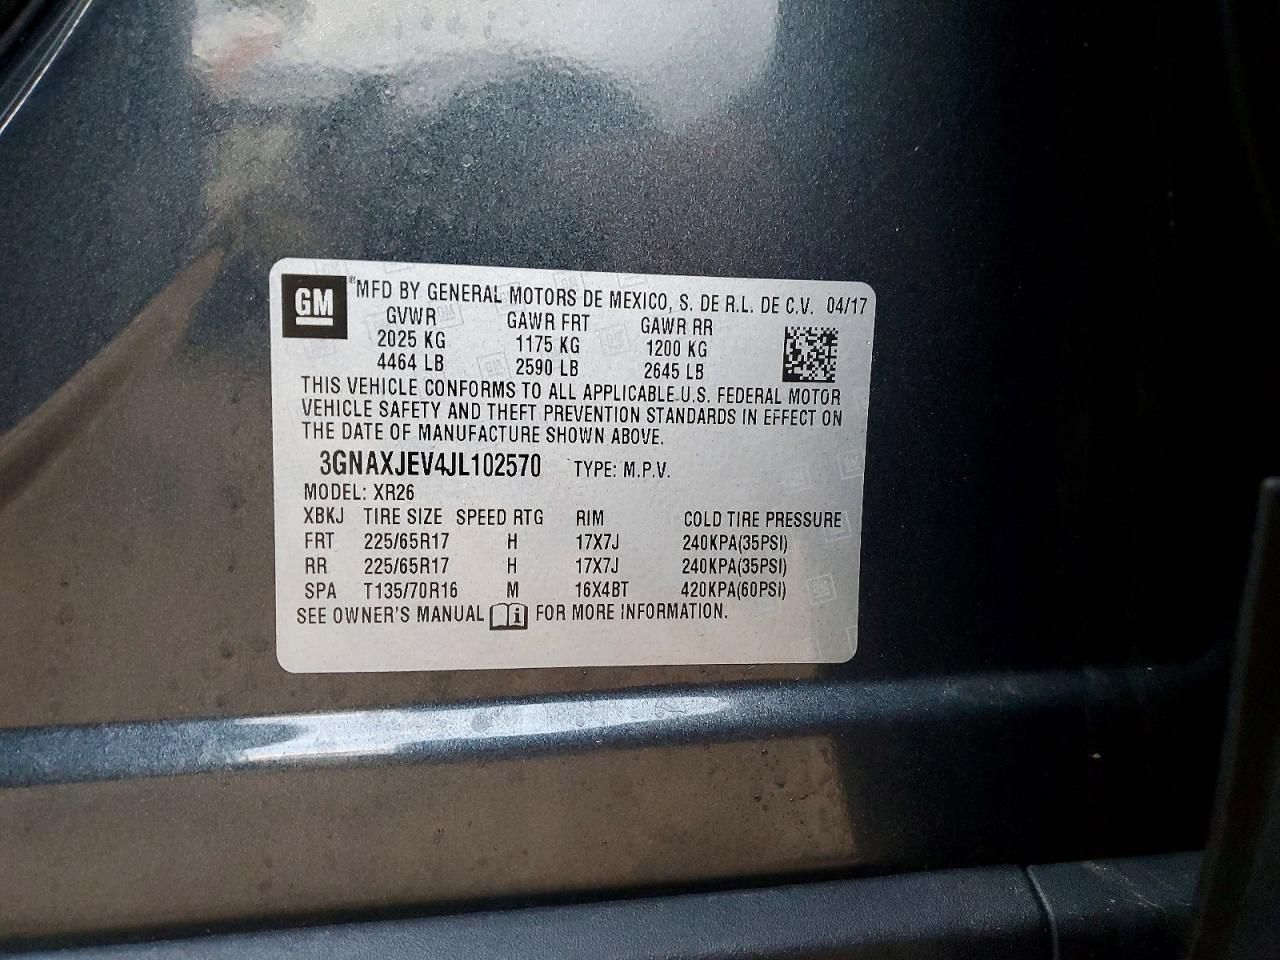 GM ® MFD BY GENERAL MOTORS DE MEXICO, S. DE R.L. DE C.V. 04/17
GVWR GAWR FRT GAWR RR
2025 KG 1175 KG 1200 KG
4464 LB 2590 LB 2645 LB
THIS VEHICLE CONFORMS TO ALL APPLICABLE U.S. FEDERAL MOTOR
VEHICLE SAFETY AND THEFT PREVENTION STANDARDS IN EFFECT ON
THE DATE OF MANUFACTURE SHOWN ABOVE.
3GNAXJEV4JL102570 TYPE: M.P.V.
MODEL: XR26
XBKJ TIRE SIZE SPEED RTG RIM COLD TIRE PRESSURE
FRT 225/65R17 H 17X7J 240KPA(35PSI)
RR 225/65R17 H 17X7J 240KPA(35PSI)
SPA T135/70R16 M 16X4BT 420KPA(60PSI)
SEE OWNER'S MANUAL i FOR MORE INFORMATION.